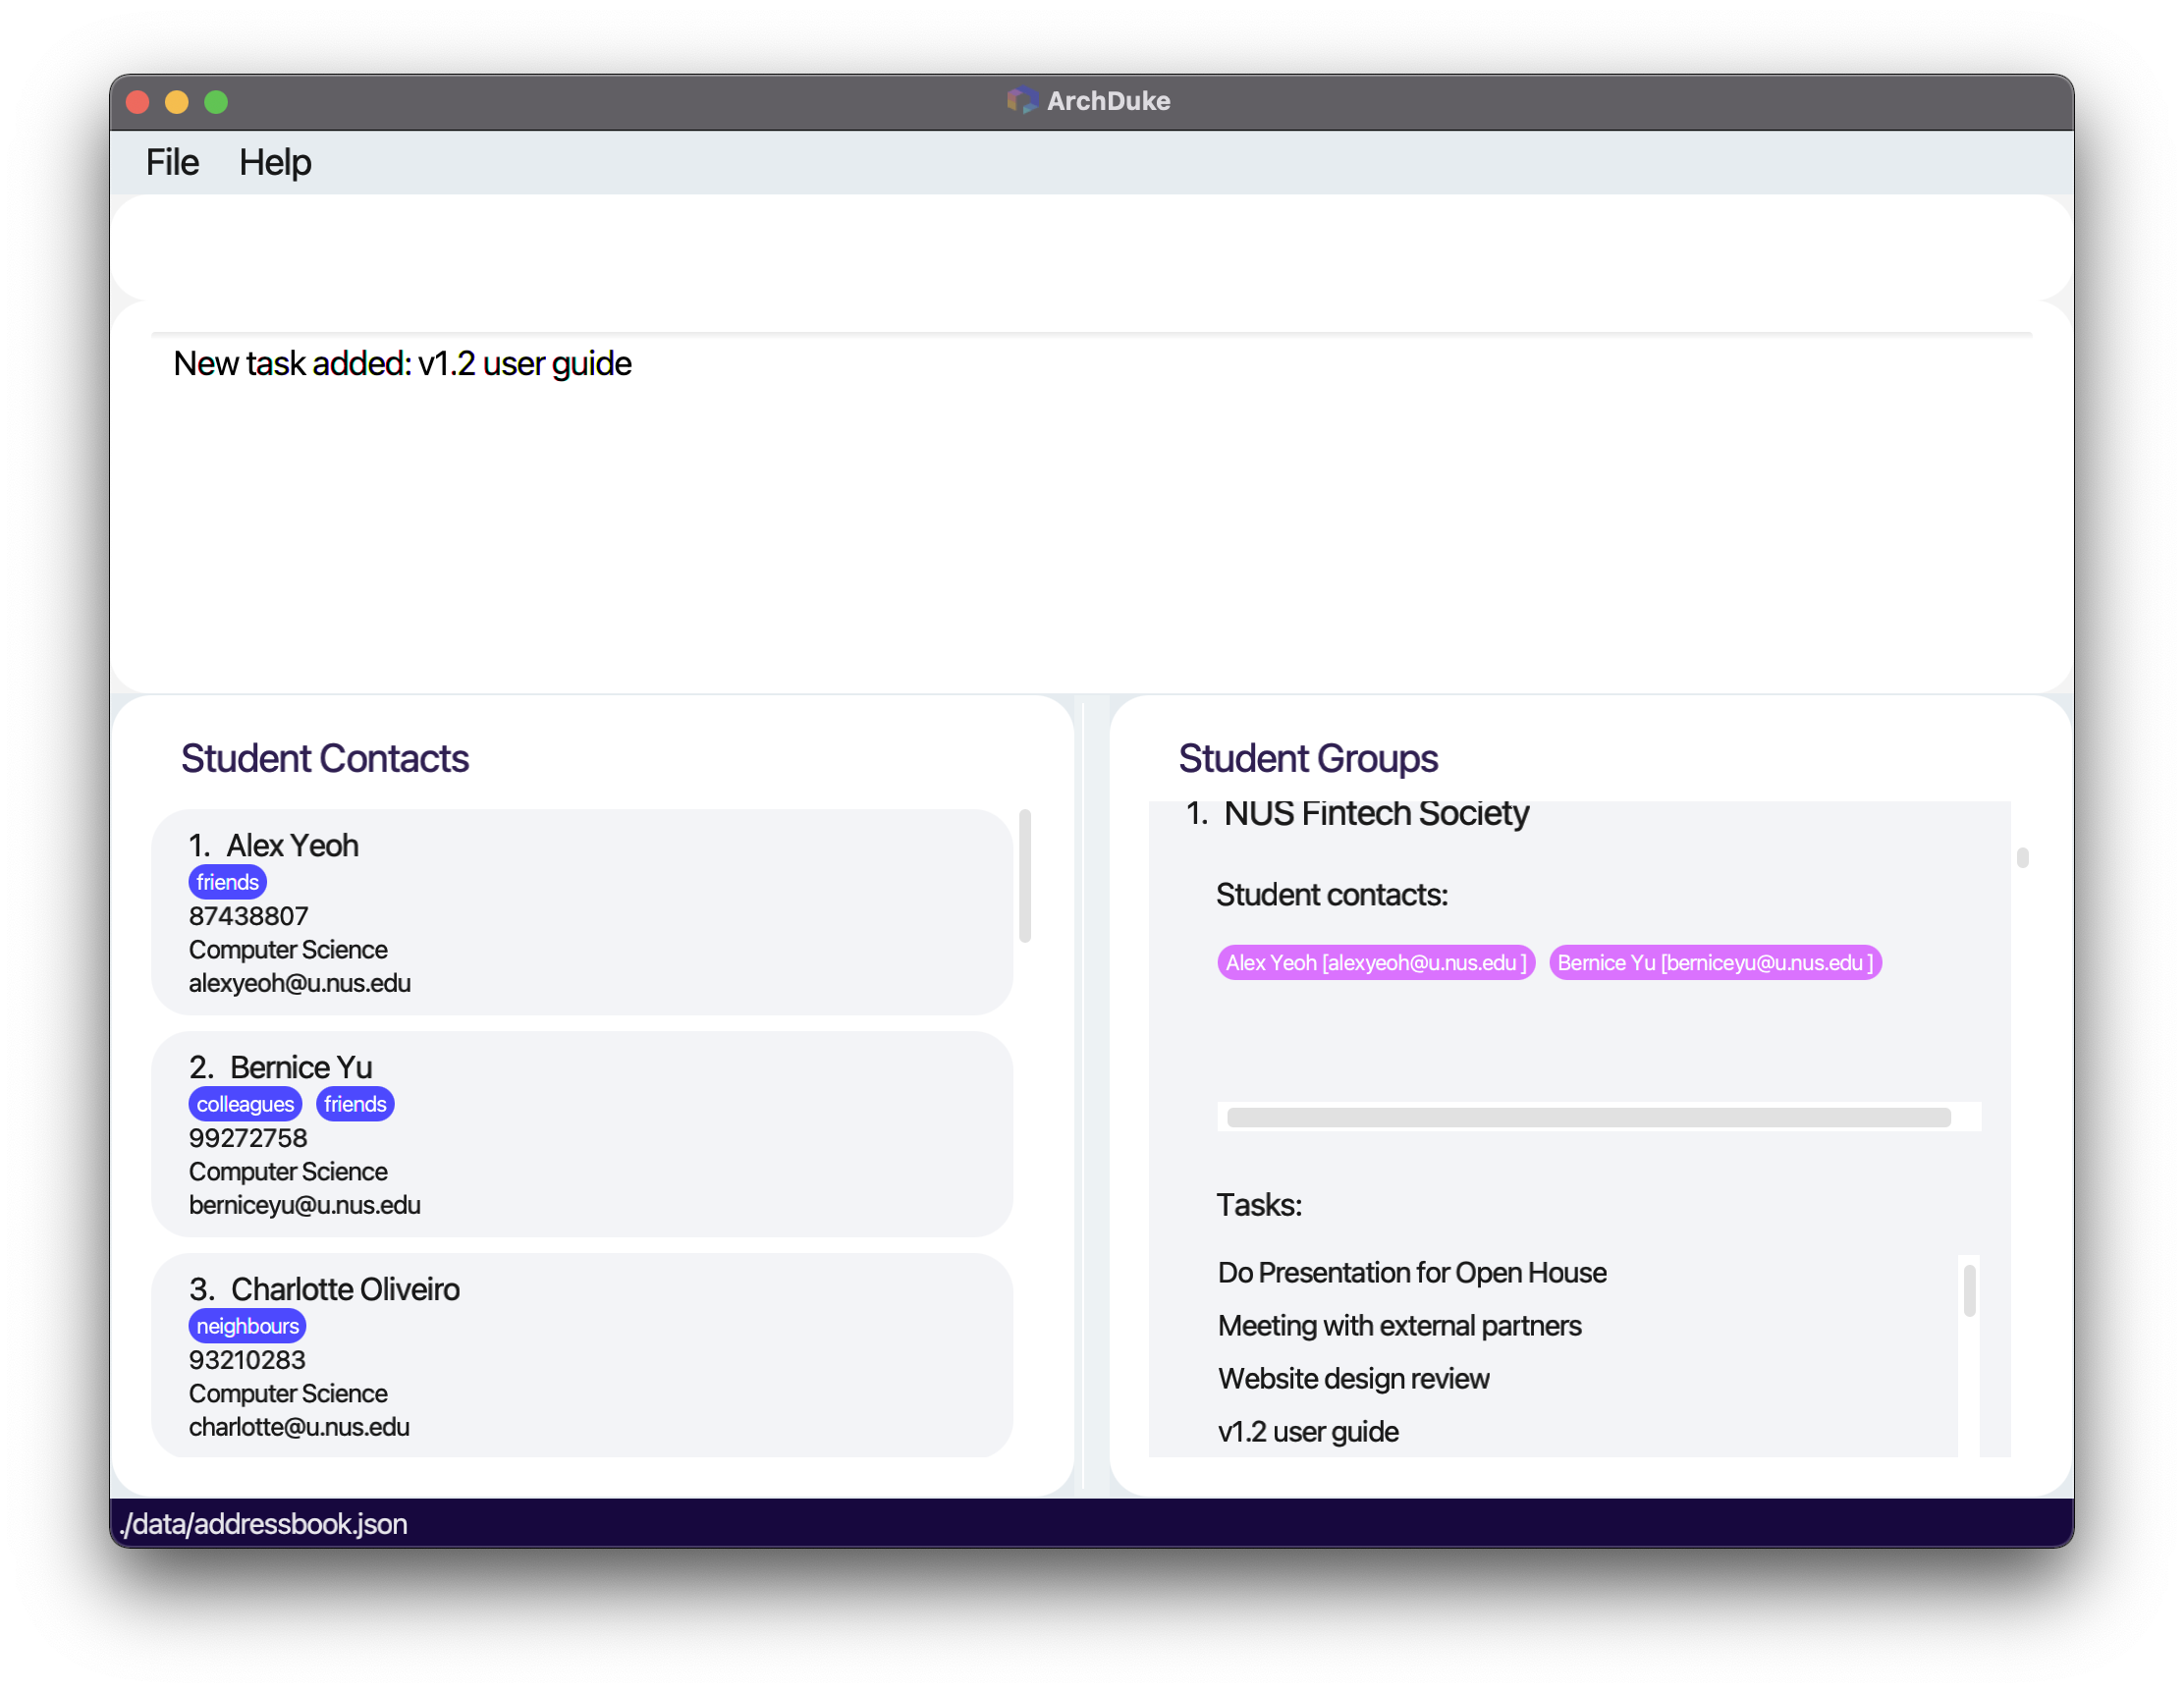 ArchDuke
File Help
New task added: v1.2 user guide
Student Contacts
1. Alex Yeoh
friends
87438807
Computer Science
alexyeoh@u.nus.edu
2. Bernice Yu
colleagues friends
99272758
Computer Science
berniceyu@u.nus.edu
3. Charlotte Oliveiro
neighbours
93210283
Computer Science
charlotte@u.nus.edu
Student Groups
1. NUS Fintech Society
Student contacts:
Alex Yeoh [alexyeoh@u.nus.edu ] Bernice Yu [berniceyu@u.nus.edu ]
Tasks:
Do Presentation for Open House
Meeting with external partners
Website design review
v1.2 user guide
./data/addressbook.json